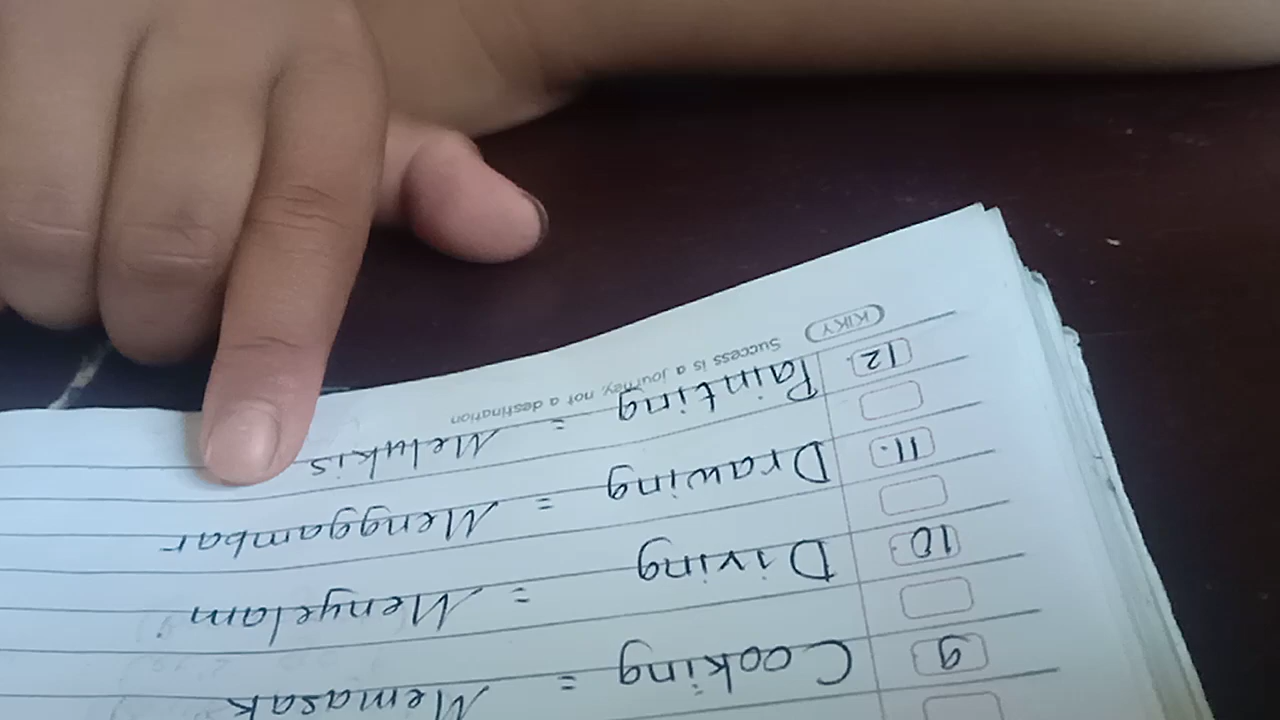 9 Cooking = Memasak
10. Diving = Menyelam
11. Drawing = Menggambar
12. Painting = Melukis
KIKY Success is a journey, not a destination